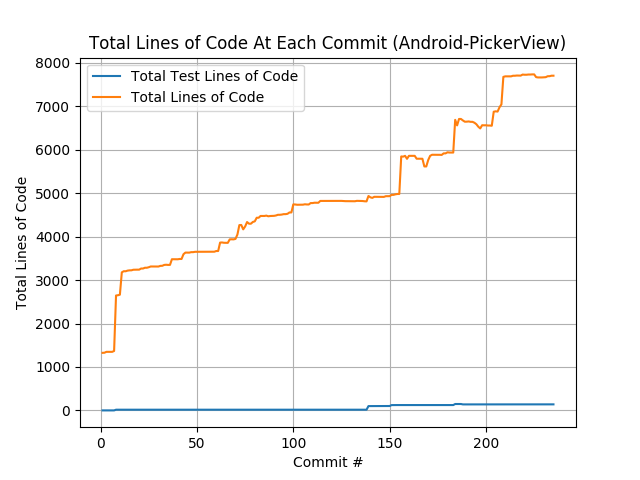 Total Lines of Code At Each Commit (Android-PickerView)
Total Test Lines of Code
Total Lines of Code
8000
7000
6000
5000
4000
3000
2000
1000
0
Total Lines of Code
0 50 100 150 200
Commit #